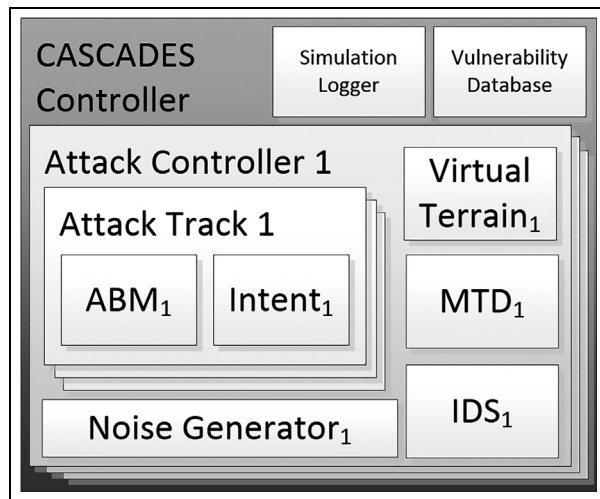 CASCADES
Controller
Simulation
Logger
Vulnerability
Database
Attack Controller 1
Virtual
Terrain₁
Attack Track 1
ABM₁
Intent₁
MTD₁
IDS₁
Noise Generator₁